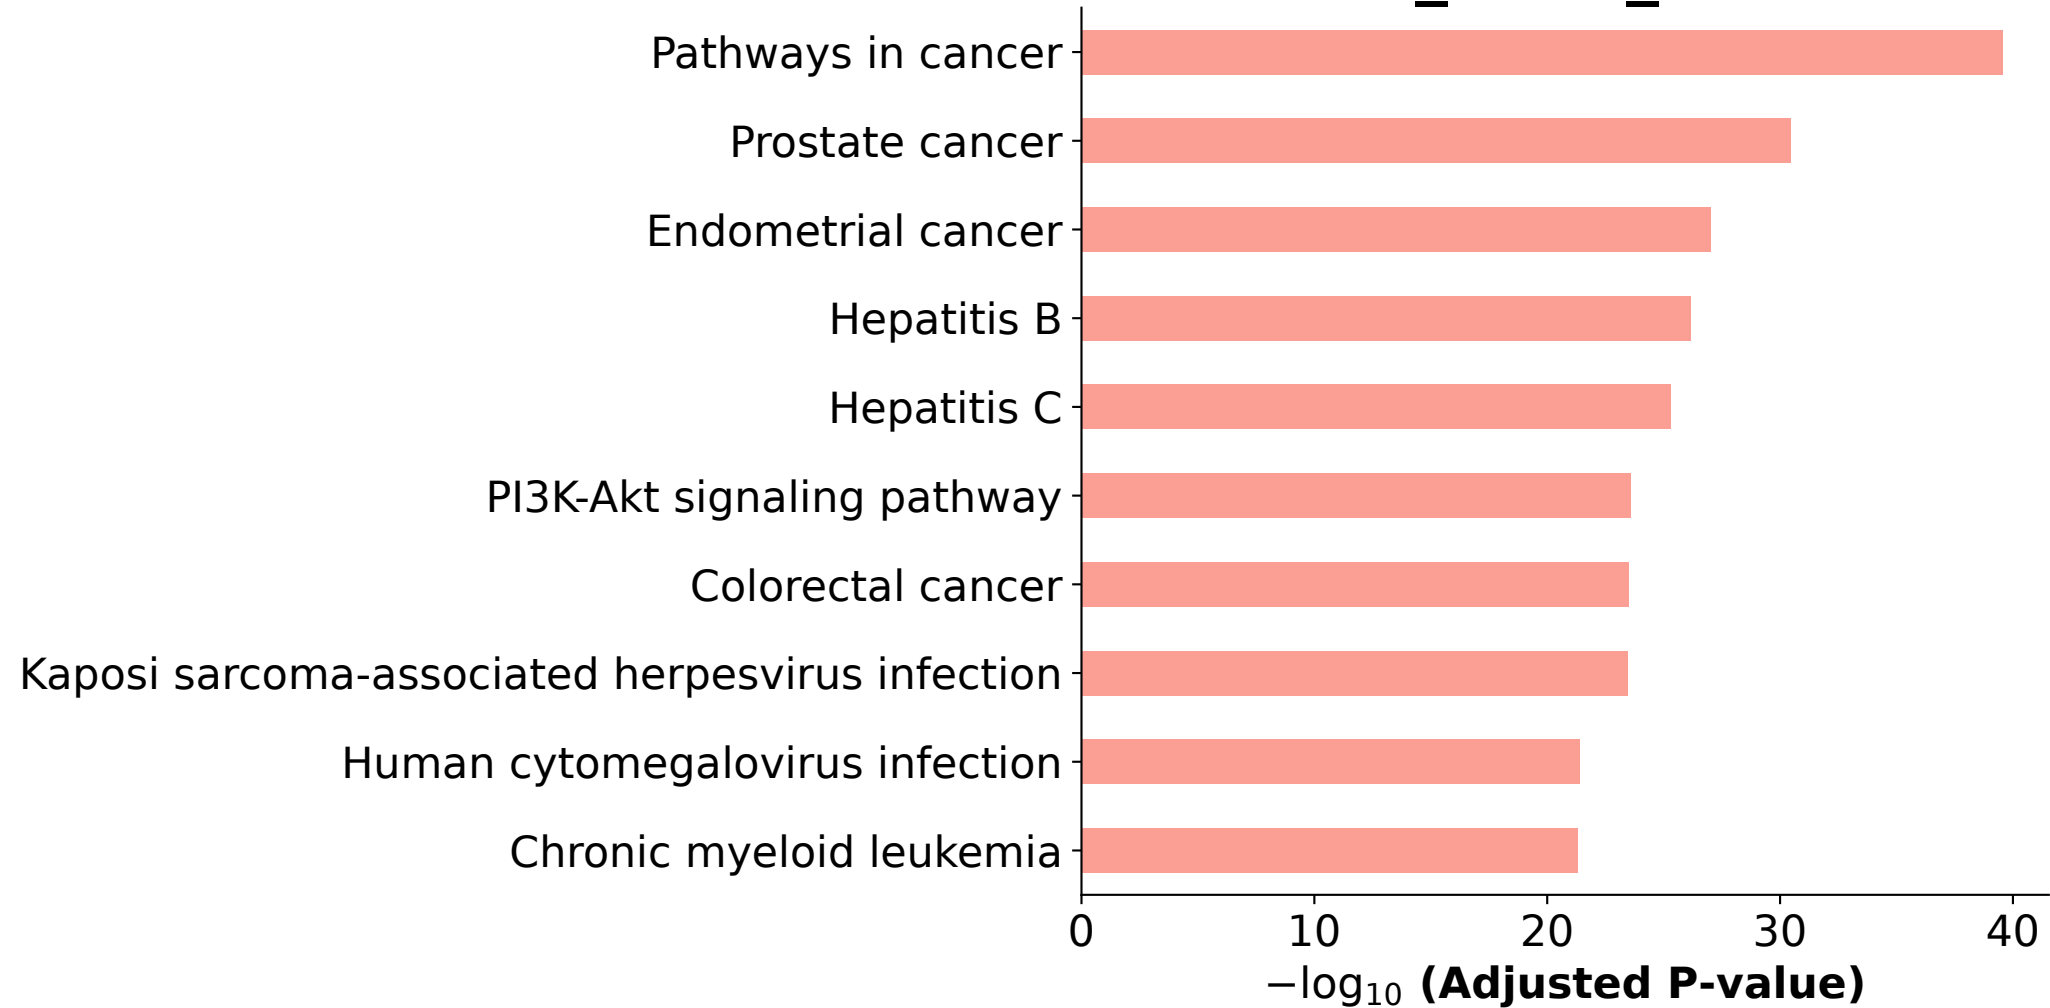 Pathways in cancer
Prostate cancer
Endometrial cancer
Hepatitis B
Hepatitis C
PI3K-Akt signaling pathway
Colorectal cancer
Kaposi sarcoma-associated herpesvirus infection
Human cytomegalovirus infection
Chronic myeloid leukemia
0 10 20 30 40
−log₁₀ (Adjusted P-value)